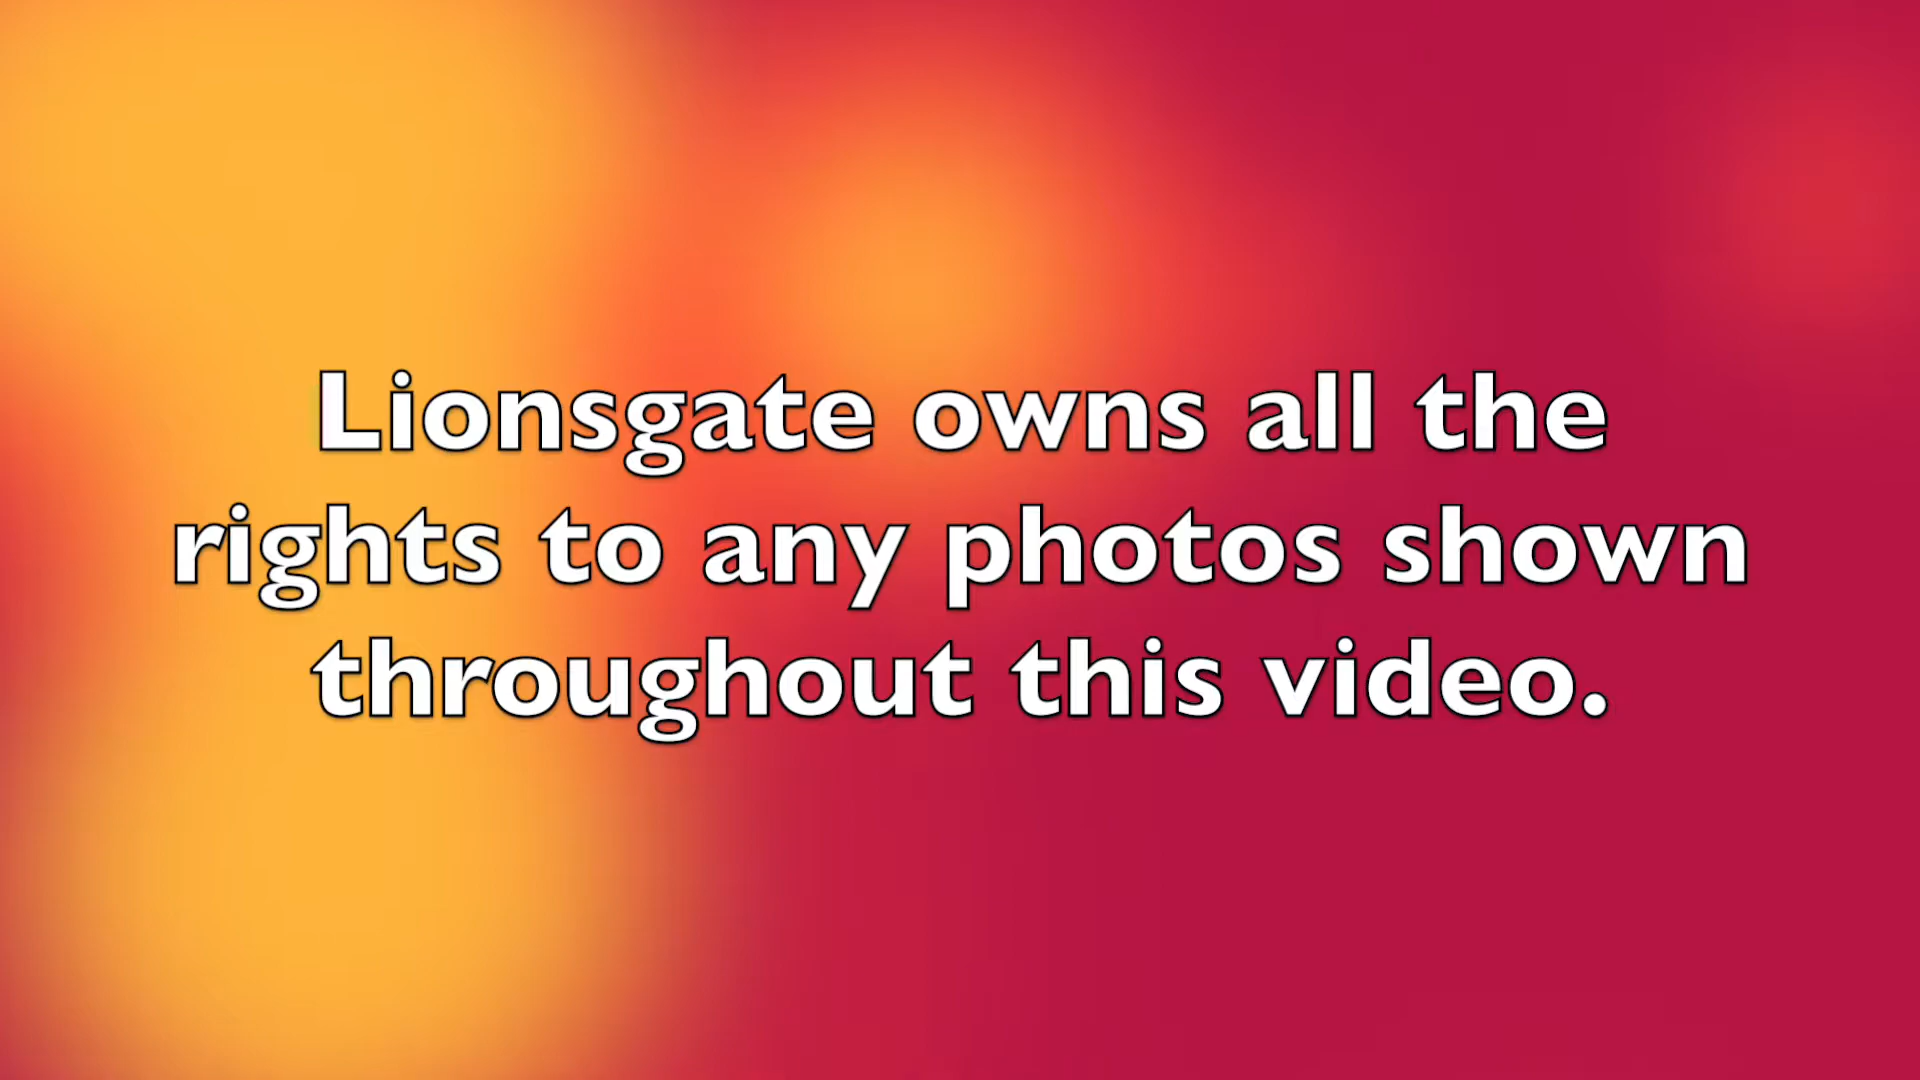 Lionsgate owns all the
rights to any photos shown
throughout this video.